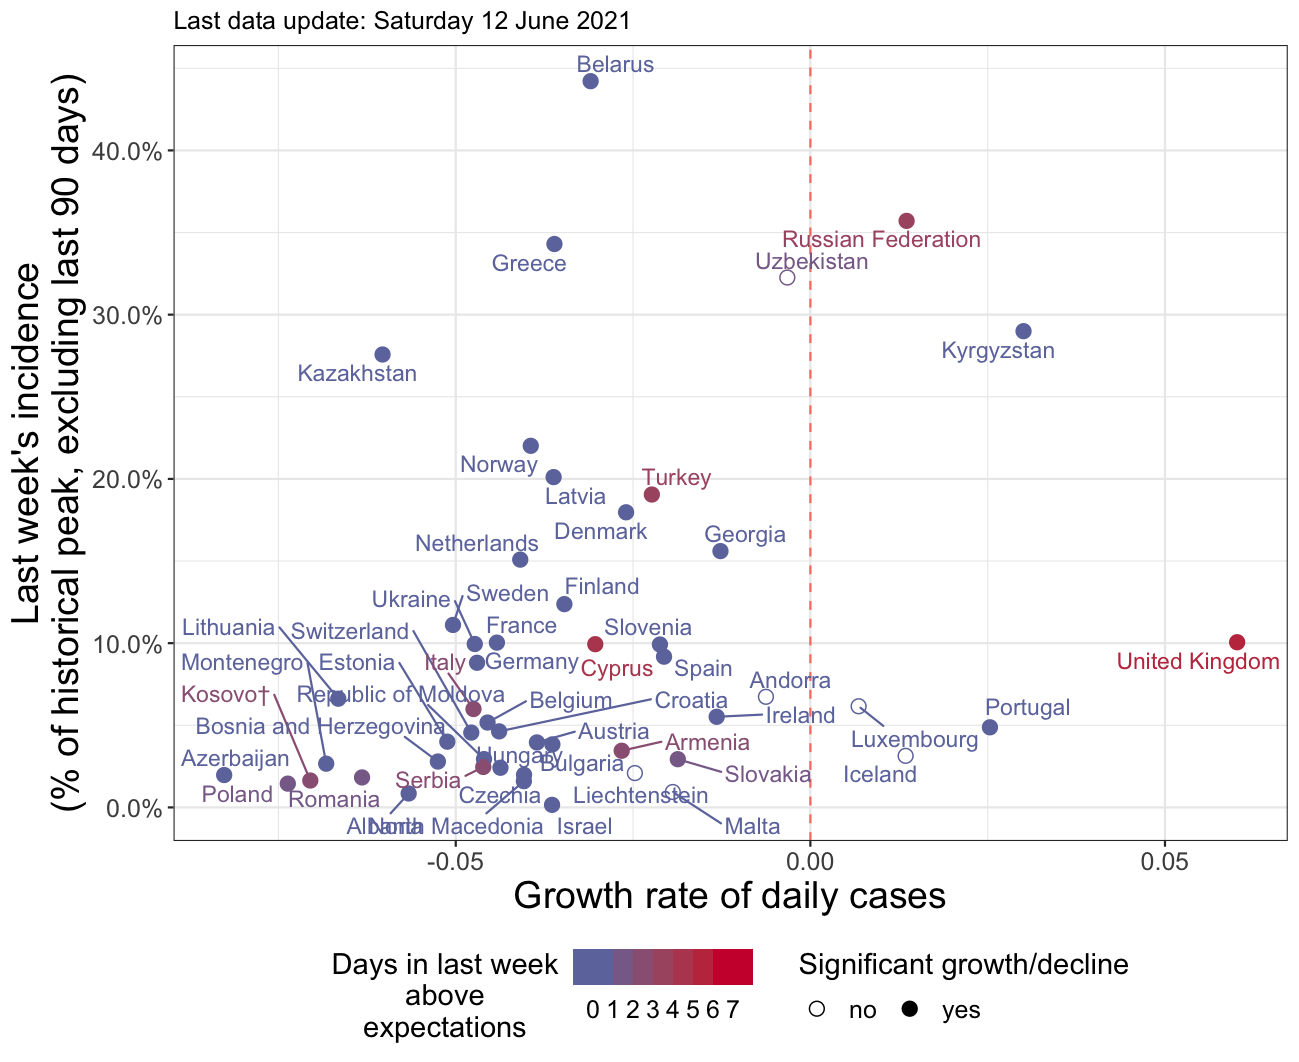 Last data update: Saturday 12 June 2021
Last week's incidence
(% of historical peak, excluding last 90 days)
40.0%
30.0%
20.0%
10.0%
0.0%
Belarus
Russian Federation
Uzbekistan
Greece
Kyrgyzstan
Kazakhstan
Norway
Turkey
Latvia
Denmark
Georgia
Netherlands
Finland
Ukraine
Sweden
Lithuania
Switzerland
France
Slovenia
Montenegro
Estonia
Italy
Germany
Cyprus
Spain
United Kingdom
Kosovo†
Republic of Moldova
Andorra
Belgium
Croatia
Ireland
Portugal
Bosnia and Herzegovina
Austria
Armenia
Luxembourg
Azerbaijan
Hungary
Bulgaria
Serbia
Slovakia
Iceland
Poland
Romania
Czechia
Liechtenstein
Albania
North Macedonia
Israel
Malta
-0.05
0.00
0.05
Growth rate of daily cases
Days in last week
above
expectations
0 1 2 3 4 5 6 7
Significant growth/decline
no
yes